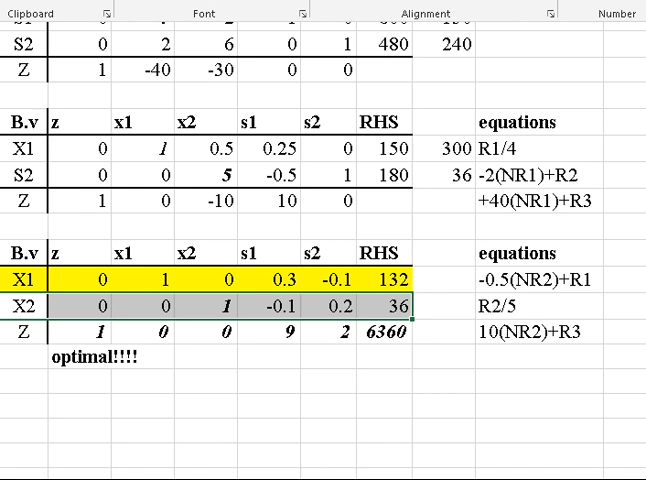 Clipboard Font Alignment Number
S2 0 2 6 0 1 480 240
Z 1 -40 -30 0 0
B.v z x1 x2 s1 s2 RHS equations
X1 0 1 0.5 0.25 0 150 300 R1/4
S2 0 0 5 -0.5 1 180 36 -2(NR1)+R2
Z 1 0 -10 10 0 +40(NR1)+R3
B.v z x1 x2 s1 s2 RHS equations
X1 0 1 0 0.3 -0.1 132 -0.5(NR2)+R1
X2 0 0 1 -0.1 0.2 36 R2/5
Z 1 0 0 9 2 6360 10(NR2)+R3
optimal!!!!